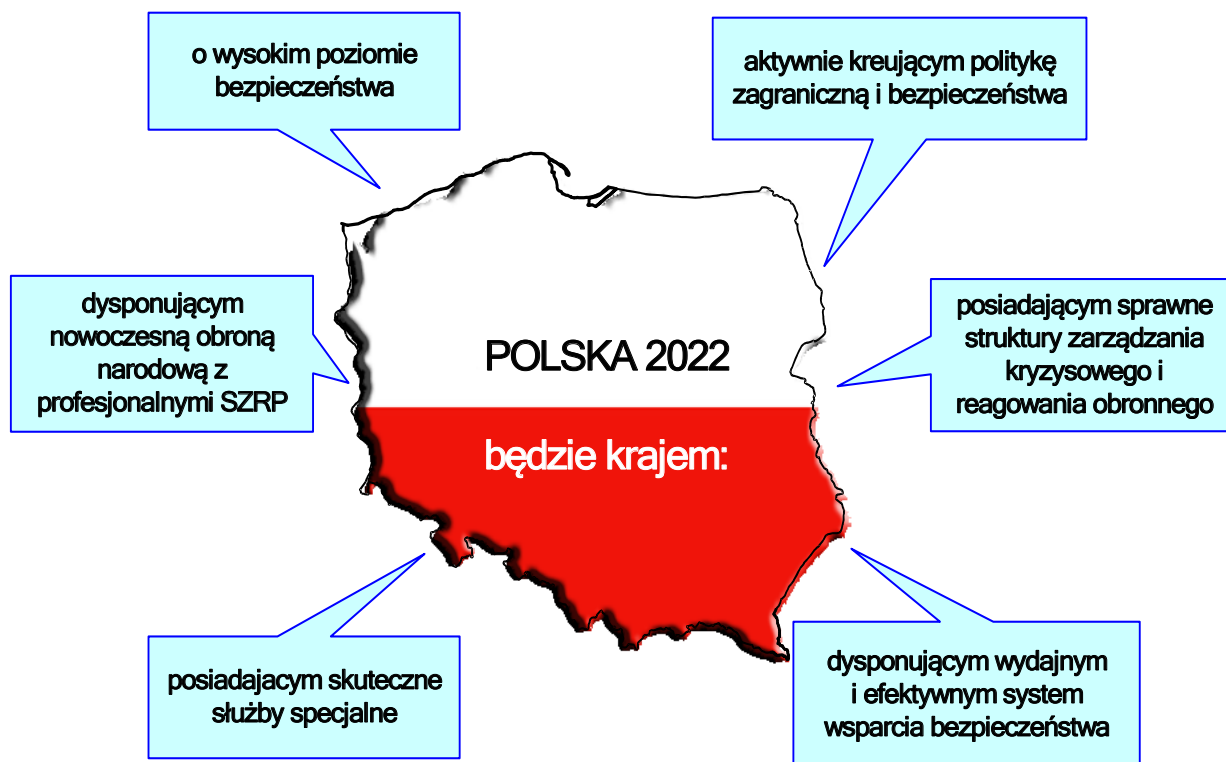 o wysokim poziomie
bezpieczeństwa
aktywnie kreującym politykę
zagraniczną i bezpieczeństwa
dysponującym
nowoczesną obroną
narodową z
profesjonalnymi SZRP
POLSKA 2022
będzie krajem:
posiadającym sprawne
struktury zarządzania
kryzysowego i
reagowania obronnego
posiadajacym skuteczne
służby specjalne
dysponującym wydajnym
i efektywnym system
wsparcia bezpieczeństwa